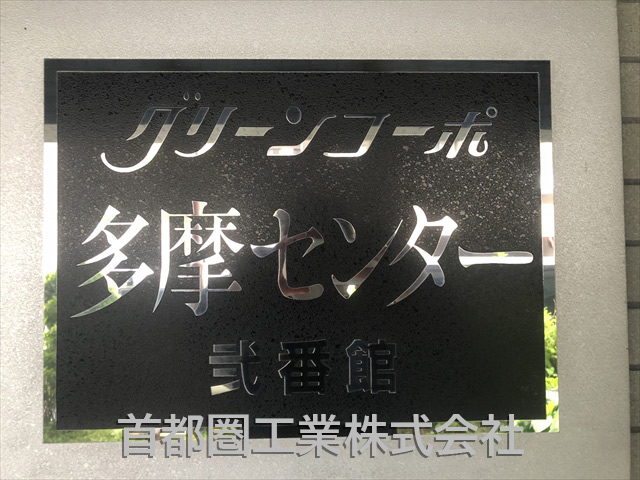 グリーンコーポ
多摩センター
弐番館
首都圏工業株式会社